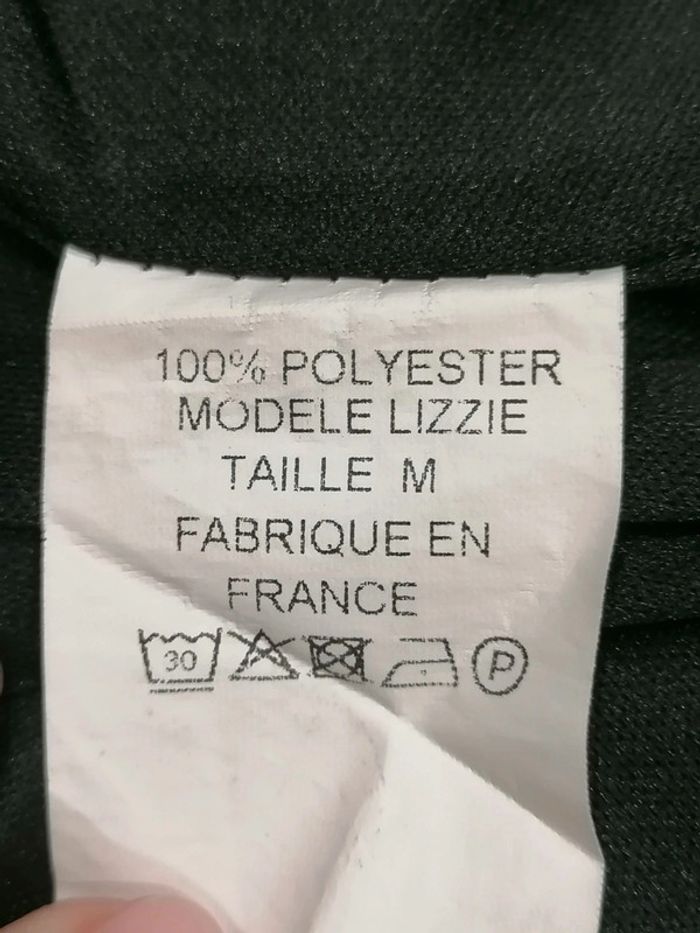 100% POLYESTER
MODELE LIZZIE
TAILLE M
FABRIQUE EN
FRANCE
30 P